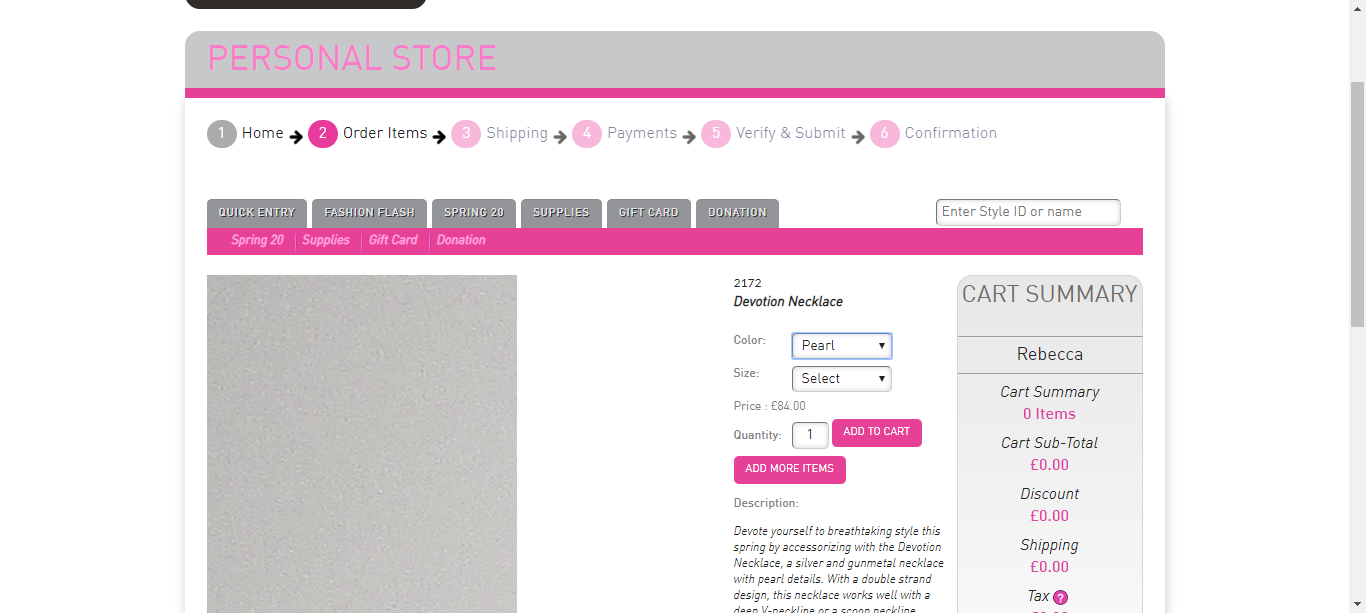 PERSONAL STORE
1 Home 2 Order Items 3 Shipping 4 Payments 5 Verify & Submit 6 Confirmation
QUICK ENTRY FASHION FLASH SPRING 20 SUPPLIES GIFT CARD DONATION Enter Style ID or name
Spring 20 Supplies Gift Card Donation
2172
Devotion Necklace
Color: Pearl
Size: Select
Price : £84.00
Quantity: 1 ADD TO CART
ADD MORE ITEMS
Description:
Devote yourself to breathtaking style this
spring by accessorizing with the Devotion
Necklace, a silver and gunmetal necklace
with pearl details. With a double strand
design, this necklace works well with a
deep V-neckline or a scoop neckline
CART SUMMARY
Rebecca
Cart Summary
0 Items
Cart Sub-Total
£0.00
Discount
£0.00
Shipping
£0.00
Tax ?